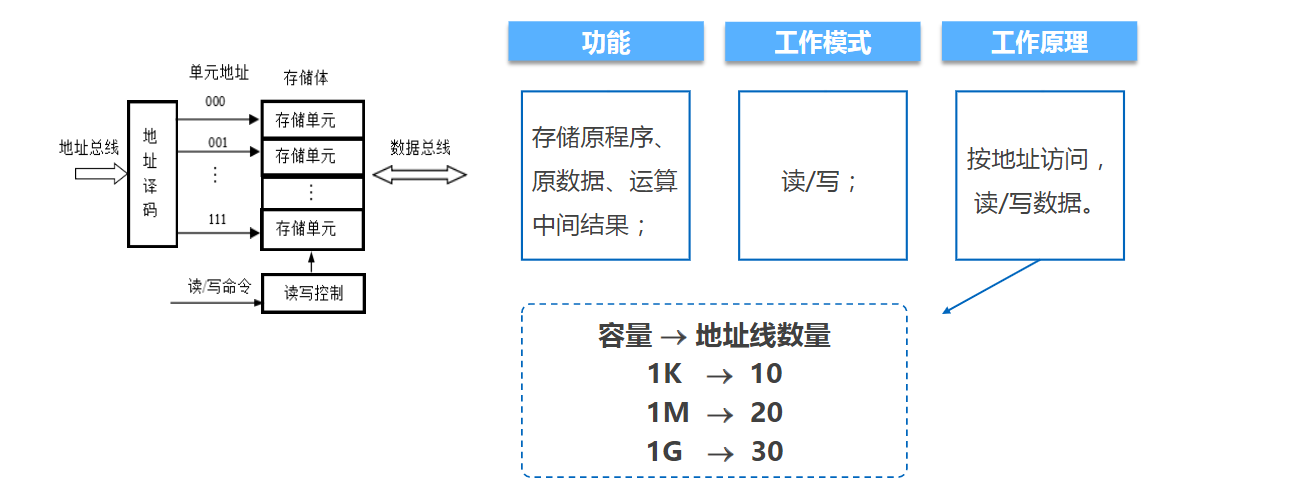 功能
工作模式
工作原理
单元地址
存储体
000
存储单元
地址总线
地址译码
001
存储单元
数据总线
⋮
⋮
111
存储单元
读/写命令
读写控制
存储原程序、
原数据、运算
中间结果；
读/写；
按地址访问，
读/写数据。
容量 → 地址线数量
1K → 10
1M → 20
1G → 30